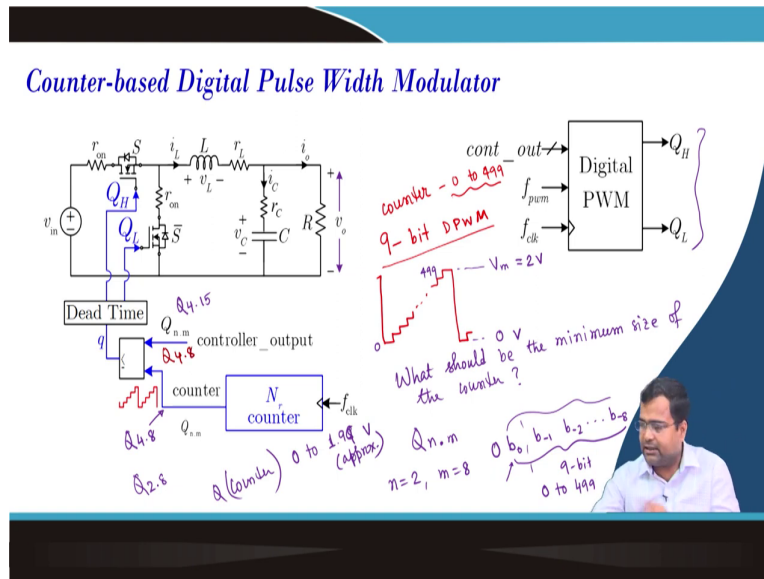 Counter-based Digital Pulse Width Modulator
r_on
S
i_L
L
r_L
i_o
+ v_L -
Q_H
r_on
i_C
r_C
+
v_in
Q_L
S̄
+
v_C
-
C
R
v_o
-
Dead Time
Q4.15
q
Q_n.m
controller_output
Q4.8
<
counter
N_r
counter
f_clk
Q4.8
Q_n.m
Q2.8
Q(counter) 0 to 1.99 V
(approx.)
cont_out
f_pwm
f_clk
Digital
PWM
Q_H
Q_L
counter - 0 to 499
9-bit DPWM
499
V_m = 2V
0
0 V
What should be the minimum size of
the counter ?
Q n.m
n=2, m=8
0 b_0, b_-1 b_-2 ... b_-8
9-bit
0 to 499